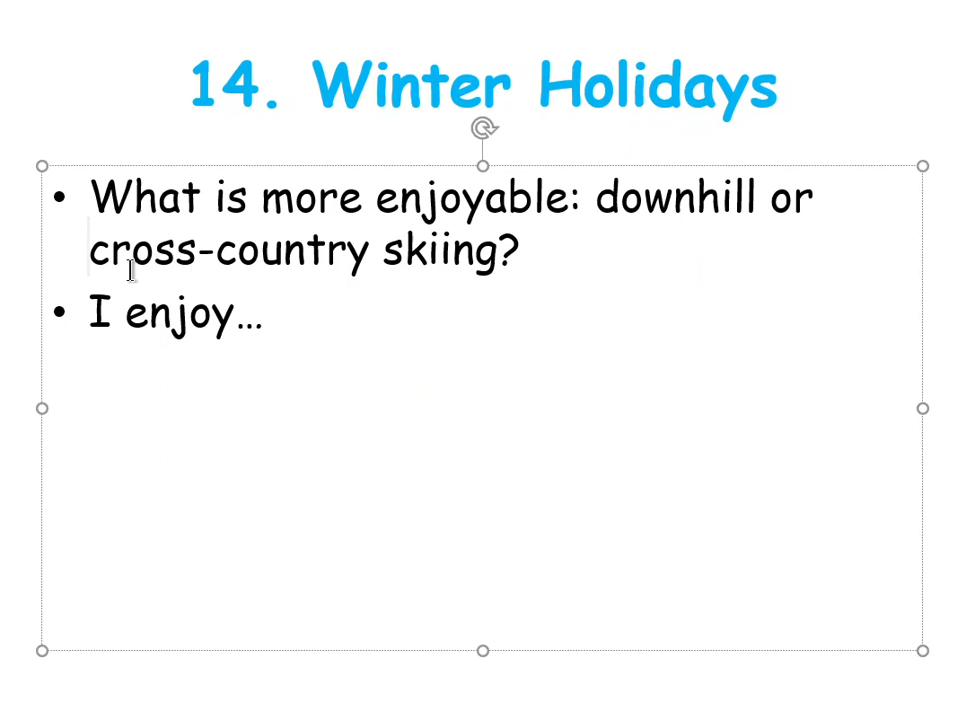 14. Winter Holidays
• What is more enjoyable: downhill or
cross-country skiing?
• I enjoy…